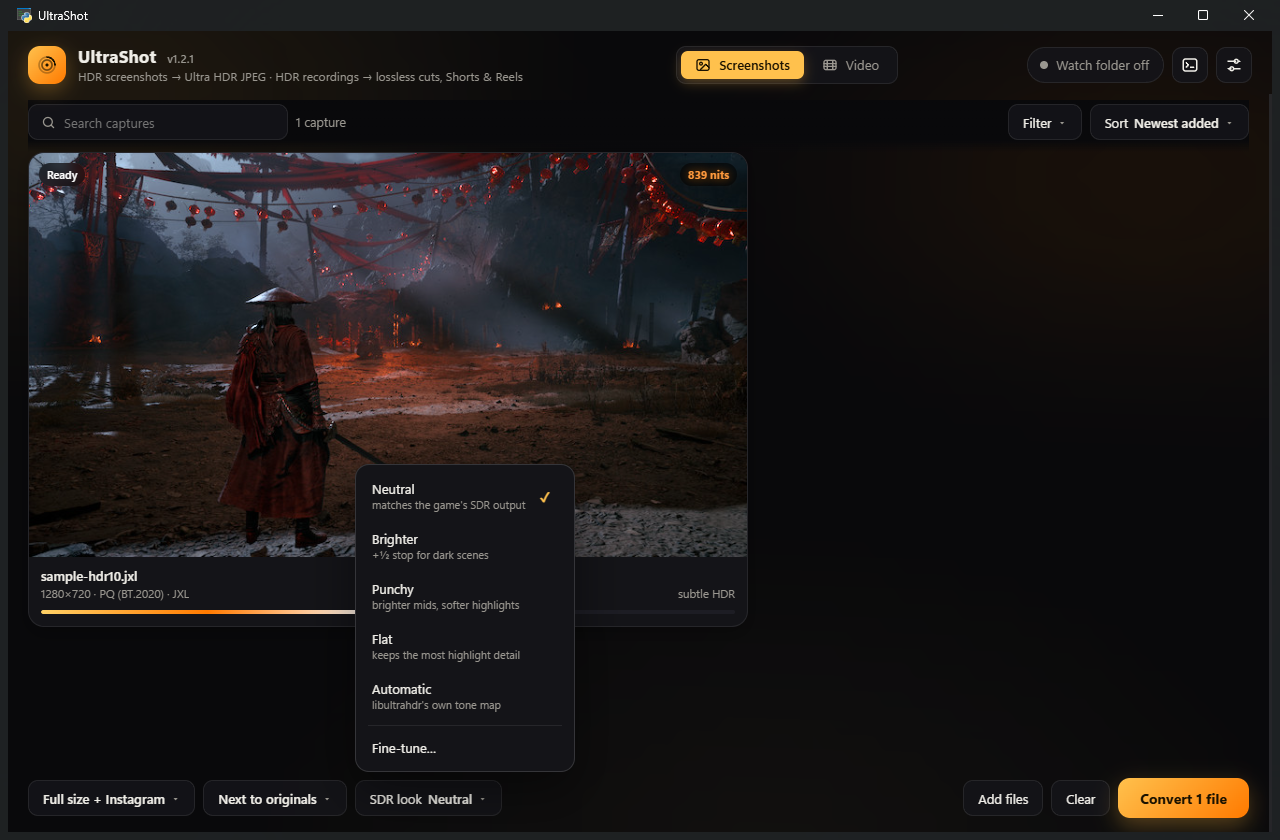 UltraShot
UltraShot v1.2.1
HDR screenshots → Ultra HDR JPEG · HDR recordings → lossless cuts, Shorts & Reels
Screenshots
Video
Watch folder off
Search captures
1 capture
Filter
Sort Newest added
Ready
839 nits
Neutral
matches the game's SDR output
Brighter
+½ stop for dark scenes
Punchy
brighter mids, softer highlights
Flat
keeps the most highlight detail
Automatic
libultrahdr's own tone map
Fine-tune...
sample-hdr10.jxl
1280×720 · PQ (BT.2020) · JXL
subtle HDR
Full size + Instagram
Next to originals
SDR look Neutral
Add files
Clear
Convert 1 file